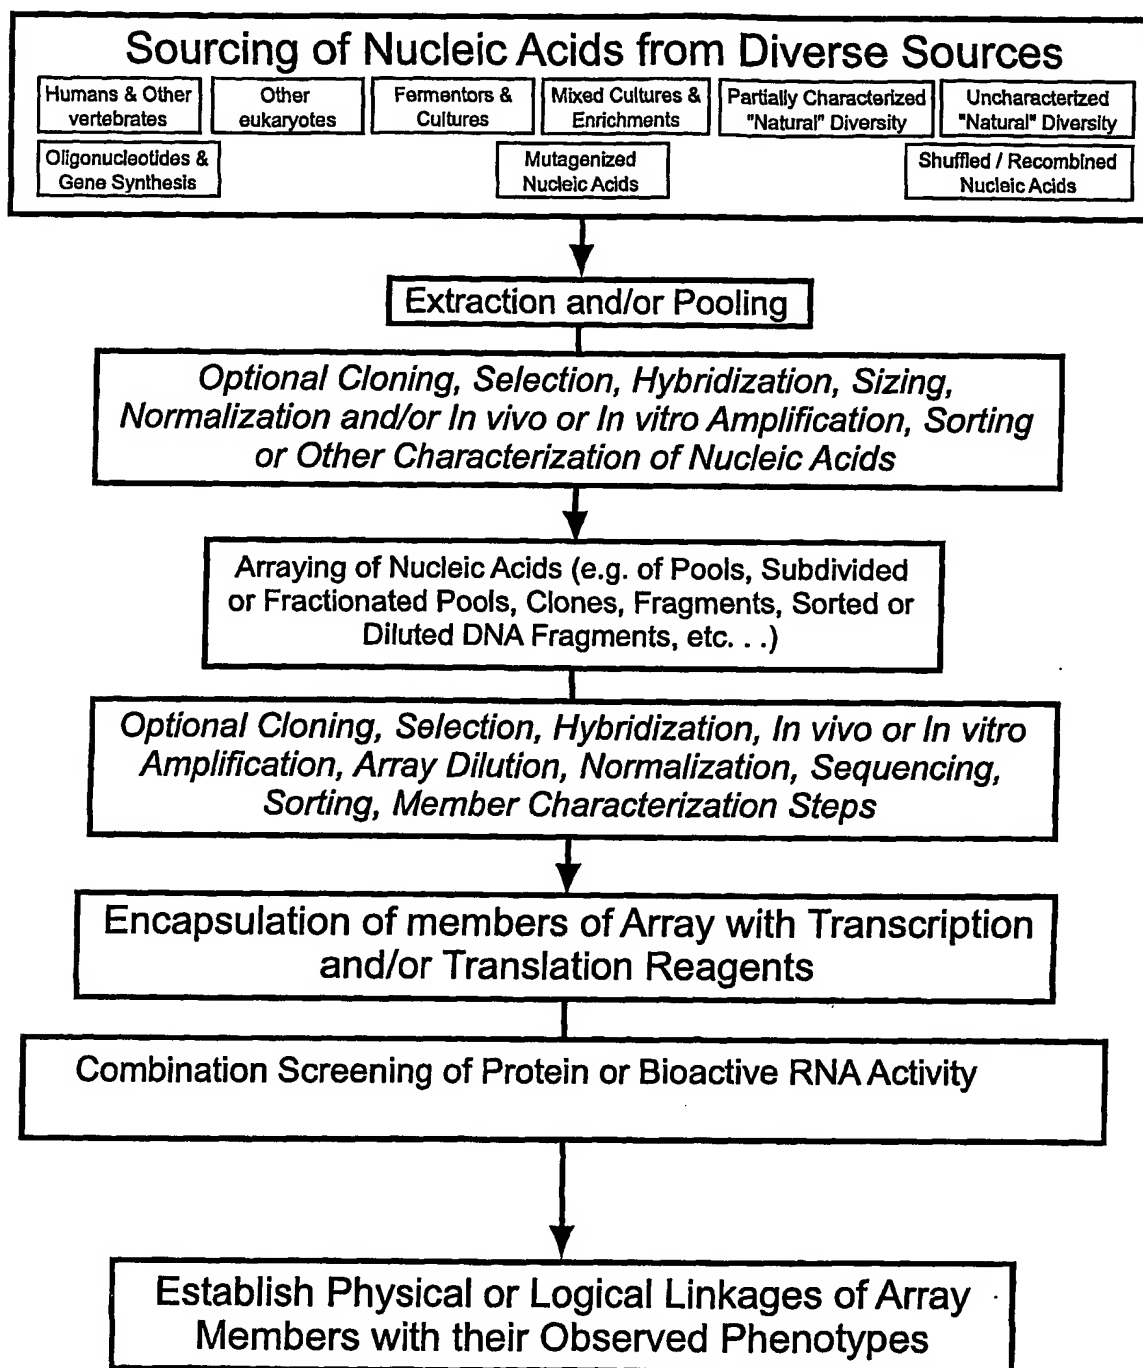 Sourcing of Nucleic Acids from Diverse Sources
Humans & Other
vertebrates
Other
eukaryotes
Fermentors &
Cultures
Mixed Cultures &
Enrichments
Partially Characterized
"Natural" Diversity
Uncharacterized
"Natural" Diversity
Oligonucleotides &
Gene Synthesis
Mutagenized
Nucleic Acids
Shuffled / Recombined
Nucleic Acids
Extraction and/or Pooling
Optional Cloning, Selection, Hybridization, Sizing,
Normalization and/or In vivo or In vitro Amplification, Sorting
or Other Characterization of Nucleic Acids
Arraying of Nucleic Acids (e.g. of Pools, Subdivided
or Fractionated Pools, Clones, Fragments, Sorted or
Diluted DNA Fragments, etc. . .)
Optional Cloning, Selection, Hybridization, In vivo or In vitro
Amplification, Array Dilution, Normalization, Sequencing,
Sorting, Member Characterization Steps
Encapsulation of members of Array with Transcription
and/or Translation Reagents
Combination Screening of Protein or Bioactive RNA Activity
Establish Physical or Logical Linkages of Array
Members with their Observed Phenotypes